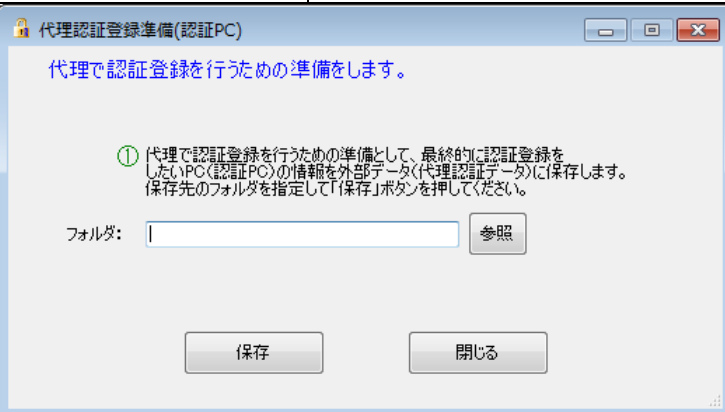 代理認証登録準備(認証PC)
代理で認証登録を行うための準備をします。
① 代理で認証登録を行うための準備として、最終的に認証登録を
したいPC(認証PC)の情報を外部データ(代理認証データ)に保存します。
保存先のフォルダを指定して「保存」ボタンを押してください。
フォルダ: 参照
保存 閉じる